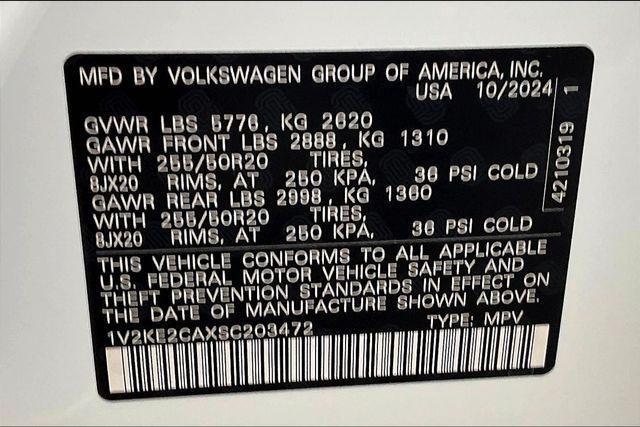 MFD BY VOLKSWAGEN GROUP OF AMERICA, INC.
USA 10/2024
GVWR LBS 5776, KG 2620
GAWR FRONT LBS 2888, KG 1310
WITH 255/50R20 TIRES,
8JX20 RIMS, AT 250 KPA, 36 PSI COLD
GAWR REAR LBS 2998, KG 1360
WITH 255/50R20 TIRES,
8JX20 RIMS, AT 250 KPA, 36 PSI COLD
THIS VEHICLE CONFORMS TO ALL APPLICABLE
U.S. FEDERAL MOTOR VEHICLE SAFETY AND
THEFT PREVENTION STANDARDS IN EFFECT ON
THE DATE OF MANUFACTURE SHOWN ABOVE.
1V2KE2CAXSC203472 TYPE: MPV
4210319 1